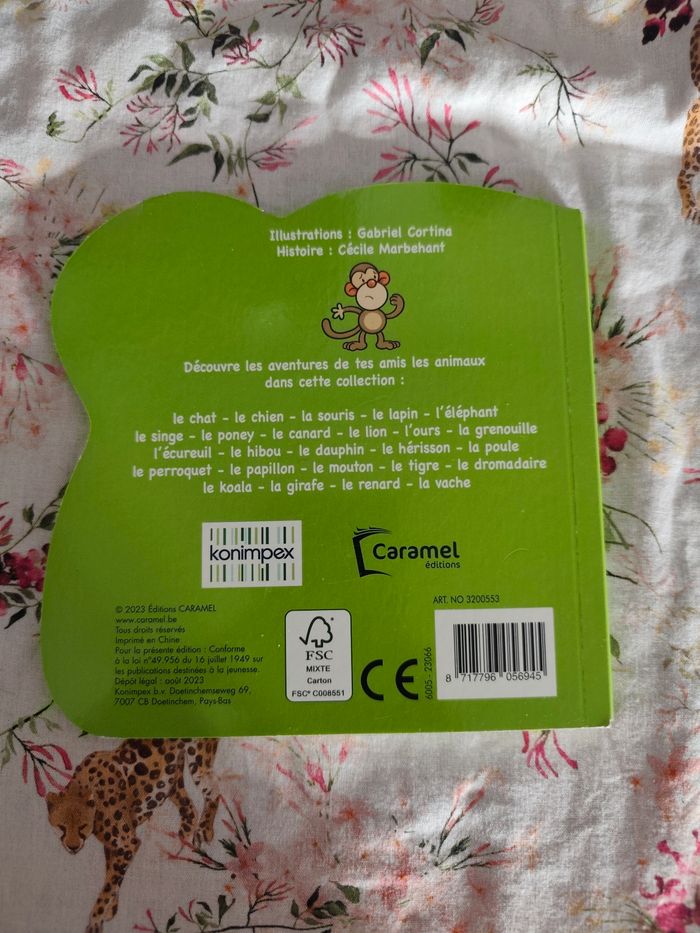 Illustrations : Gabriel Cortina
Histoire : Cécile Marbehant
Découvre les aventures de tes amis les animaux
dans cette collection :
le chat - le chien - la souris - le lapin - l'éléphant
le singe - le poney - le canard - le lion - l'ours - la grenouille
l'écureuil - le hibou - le dauphin - le hérisson - la poule
le perroquet - le papillon - le mouton - le tigre - le dromadaire
le koala - la girafe - le renard - la vache
konimpex
Caramel
éditions
© 2023 Éditions CARAMEL
www.caramel.be
Tous droits réservés
Imprimé en Chine
Pour la présente édition : Conforme
à la loi n°49.956 du 16 juillet 1949 sur
les publications destinées à la jeunesse.
Dépôt légal : août 2023
Konimpex b.v. Doetinchemseweg 69,
7007 CB Doetinchem, Pays-Bas
FSC
MIXTE
Carton
FSC® C008551
CE
6005 - 23066
ART. NO 3200553
8 717796 056945